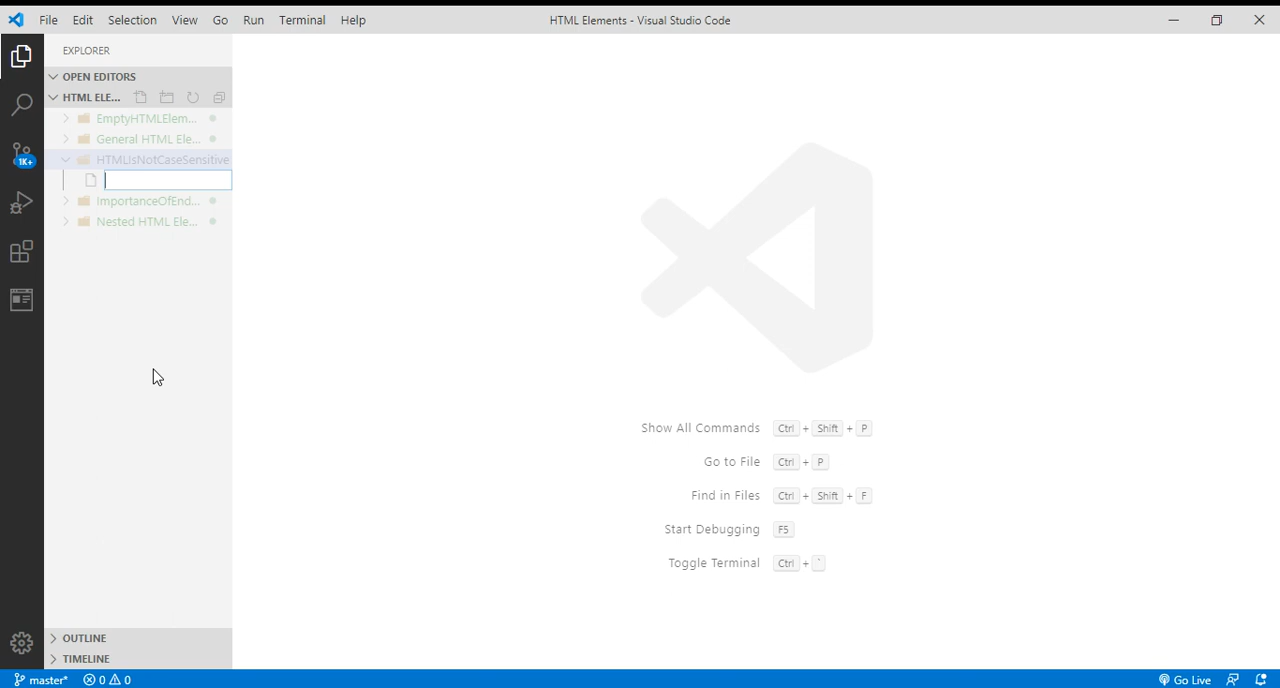 File Edit Selection View Go Run Terminal Help
HTML Elements - Visual Studio Code
EXPLORER
OPEN EDITORS
HTML ELE...
EmptyHTMLElem...
General HTML Ele...
HTMLIsNotCaseSensitive
ImportanceOfEnd...
Nested HTML Ele...
1K+
Show All Commands Ctrl + Shift + P
Go to File Ctrl + P
Find in Files Ctrl + Shift + F
Start Debugging F5
Toggle Terminal Ctrl + `
OUTLINE
TIMELINE
master* 0 0 Go Live